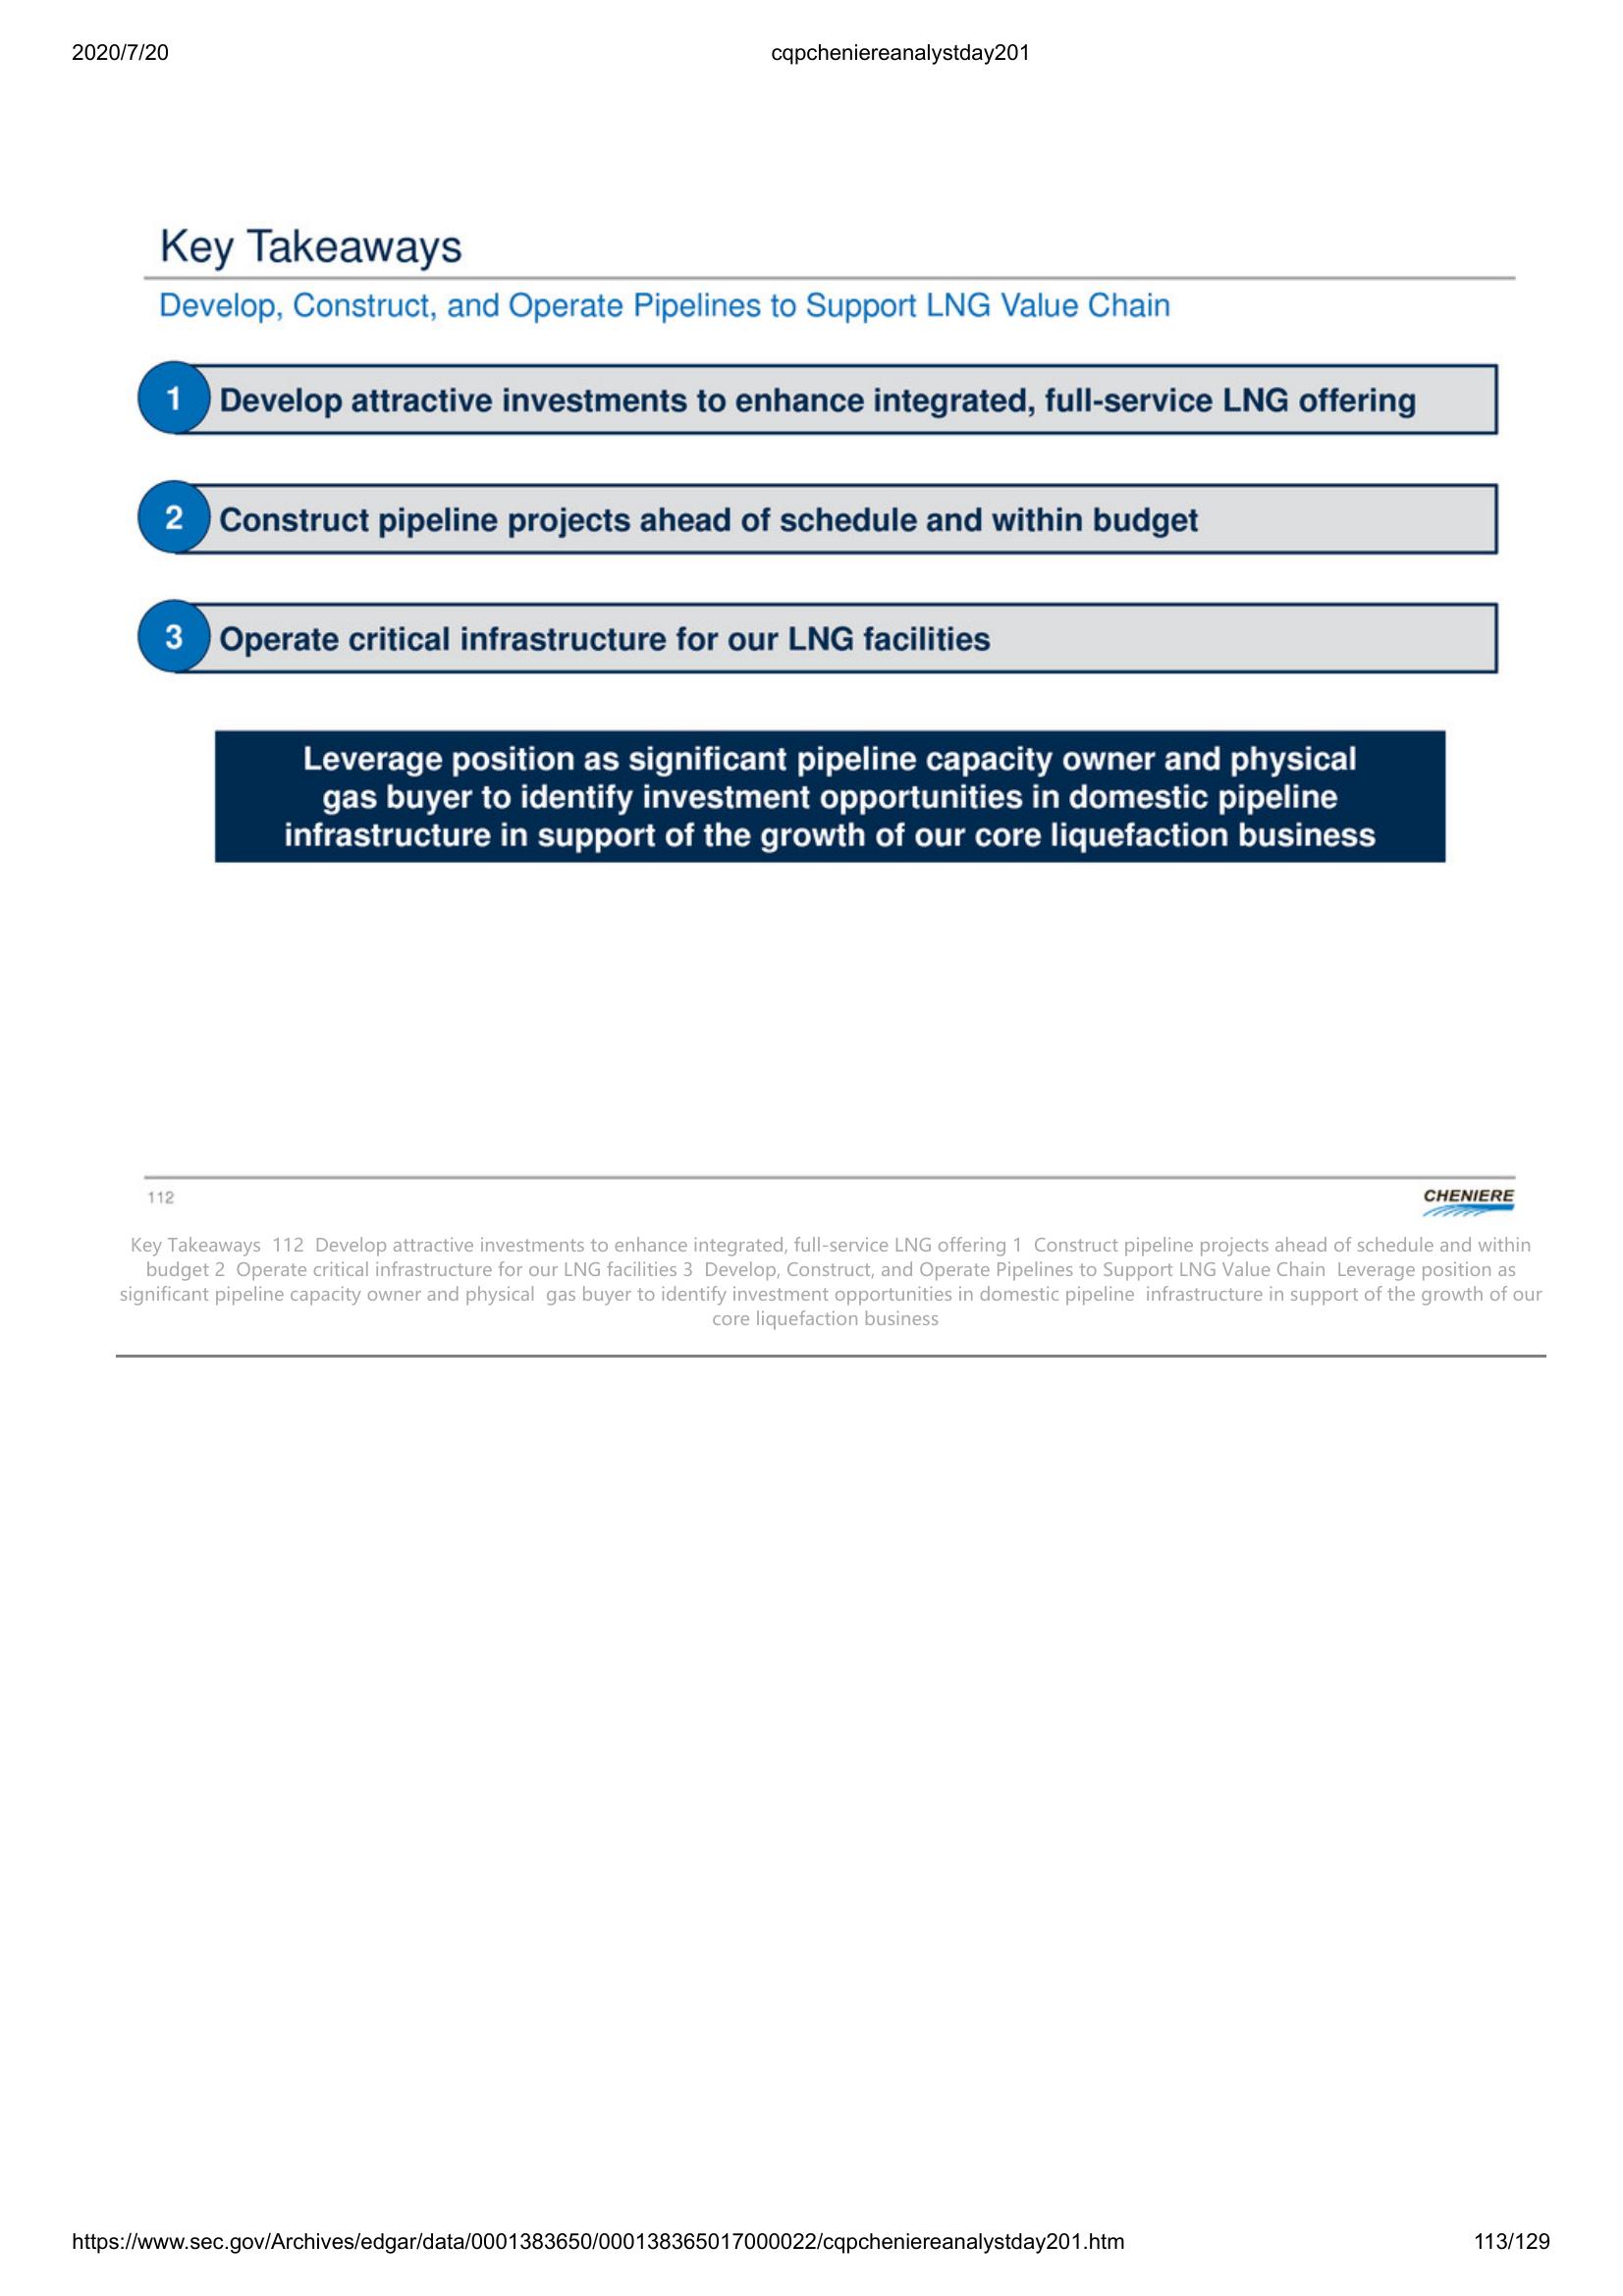 2020/7/20
cqpcheniereanalystday201
Key Takeaways
Develop, Construct, and Operate Pipelines to Support LNG Value Chain
1
Develop attractive investments to enhance integrated, full-service LNG offering
2
Construct pipeline projects ahead of schedule and within budget
3
Operate critical infrastructure for our LNG facilities
Leverage position as significant pipeline capacity owner and physical
gas buyer to identify investment opportunities in domestic pipeline
infrastructure in support of the growth of our core liquefaction business
112
CHENIERE
Key Takeaways 112 Develop attractive investments to enhance integrated, full-service LNG offering 1 Construct pipeline projects ahead of schedule and within
budget 2 Operate critical infrastructure for our LNG facilities 3 Develop, Construct, and Operate Pipelines to Support LNG Value Chain Leverage position as
significant pipeline capacity owner and physical gas buyer to identify investment opportunities in domestic pipeline infrastructure in support of the growth of our
core liquefaction business
https://www.sec.gov/Archives/edgar/data/0001383650/000138365017000022/cqpcheniereanalystday201.htm
113/129